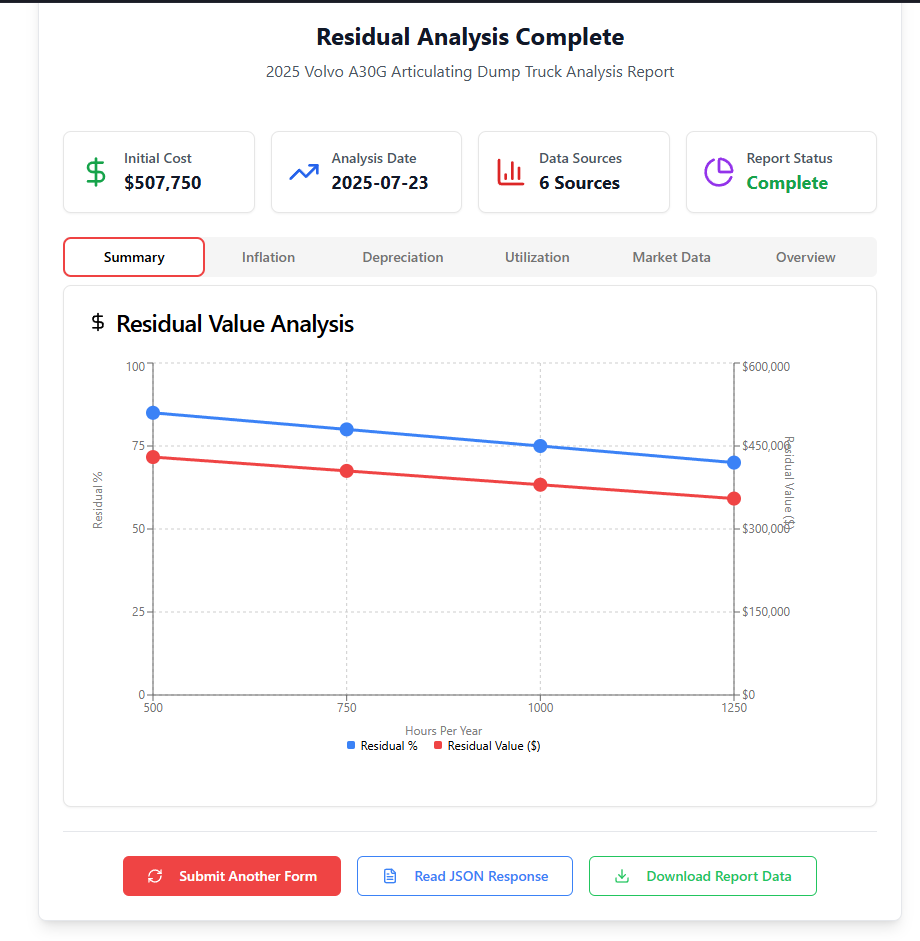 Residual Analysis Complete
2025 Volvo A30G Articulating Dump Truck Analysis Report
Initial Cost
$507,750
Analysis Date
2025-07-23
Data Sources
6 Sources
Report Status
Complete
Summary Inflation Depreciation Utilization Market Data Overview
$ Residual Value Analysis
100
75
50
25
0
Residual %
$600,000
$450,000
$300,000
$150,000
$0
Residual Value ($)
500 750 1000 1250
Hours Per Year
Residual % Residual Value ($)
Submit Another Form Read JSON Response Download Report Data